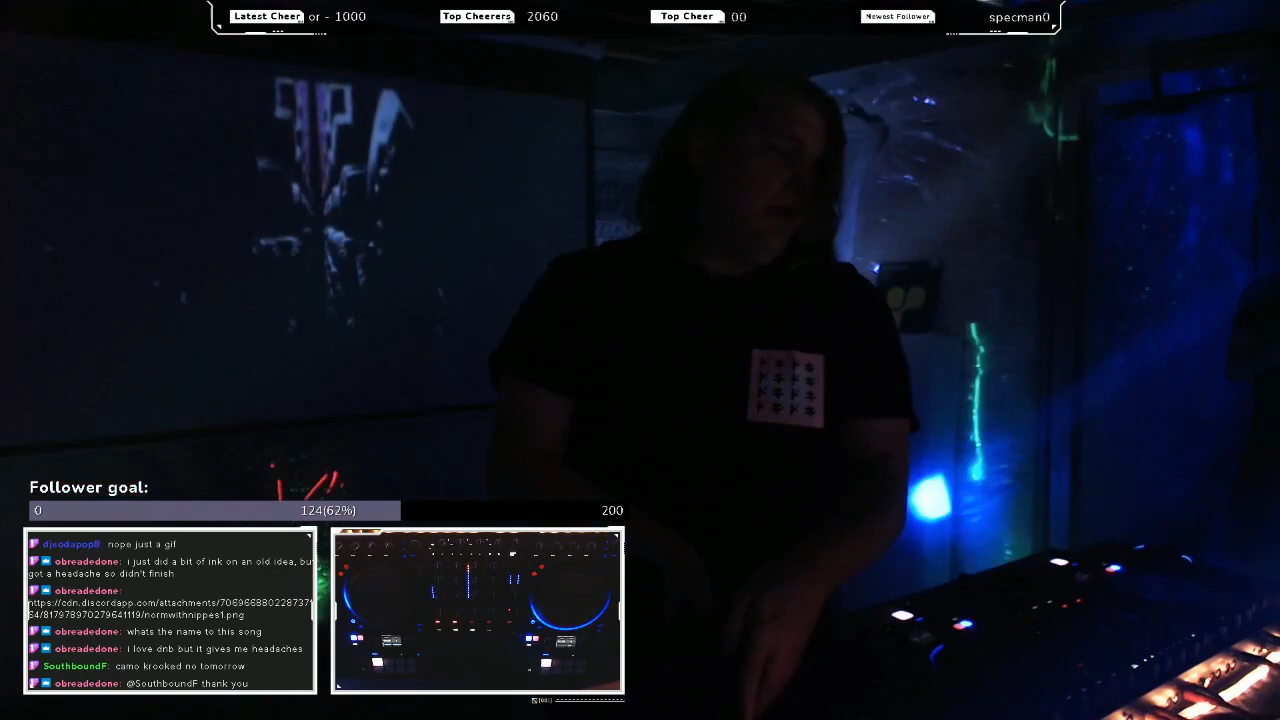 Latest Cheer or - 1000 Top Cheerers 2060 Top Cheer 00 Newest Follower specman0
Follower goal:
0 124(62%) 200
djsodapop8 nope just a gif
obreadedone: i just did a bit of ink on an old idea, bu
got a headache so didn't finish
obreadedone:
https://cdn.discordapp.com/attachments/7069668802287371
64/817978970279641119/normwithnippes1.png
obreadedone: whats the name to this song
obreadedone: i love dnb but it gives me headaches
SouthboundF: camo krooked no tomorrow
obreadedone: @SouthboundF thank you